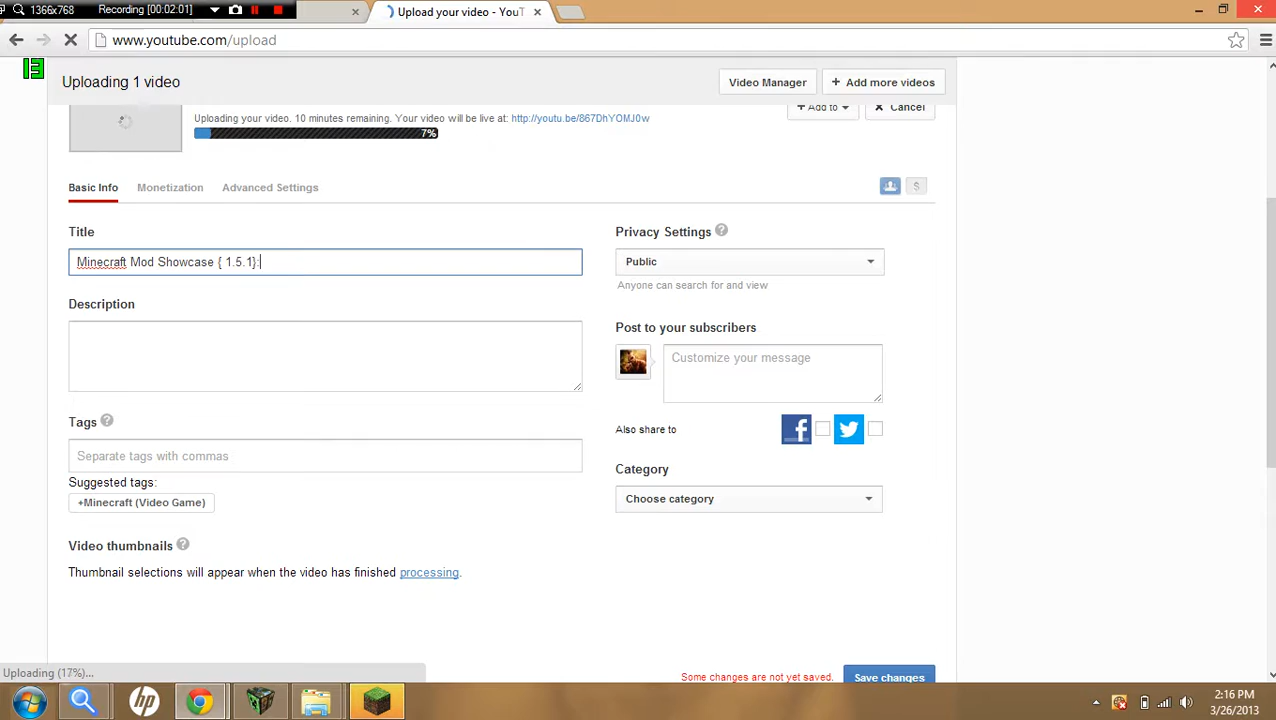 1366x768 Recording [00:02:01]
Upload your video - YouT
www.youtube.com/upload
13
Uploading 1 video
Video Manager
+ Add more videos
Uploading your video. 10 minutes remaining. Your video will be live at: http://youtu.be/867DhYOMJ0w
+ Add to
x Cancel
7%
Basic Info Monetization Advanced Settings
$
Title
Minecraft Mod Showcase { 1.5.1}:
Privacy Settings ?
Public
Anyone can search for and view
Description
Post to your subscribers
Customize your message
Tags ?
Also share to
Separate tags with commas
Category
Suggested tags:
+Minecraft (Video Game)
Choose category
Video thumbnails ?
Thumbnail selections will appear when the video has finished processing.
Uploading (17%)...
Some changes are not yet saved.
Save changes
2:16 PM
3/26/2013